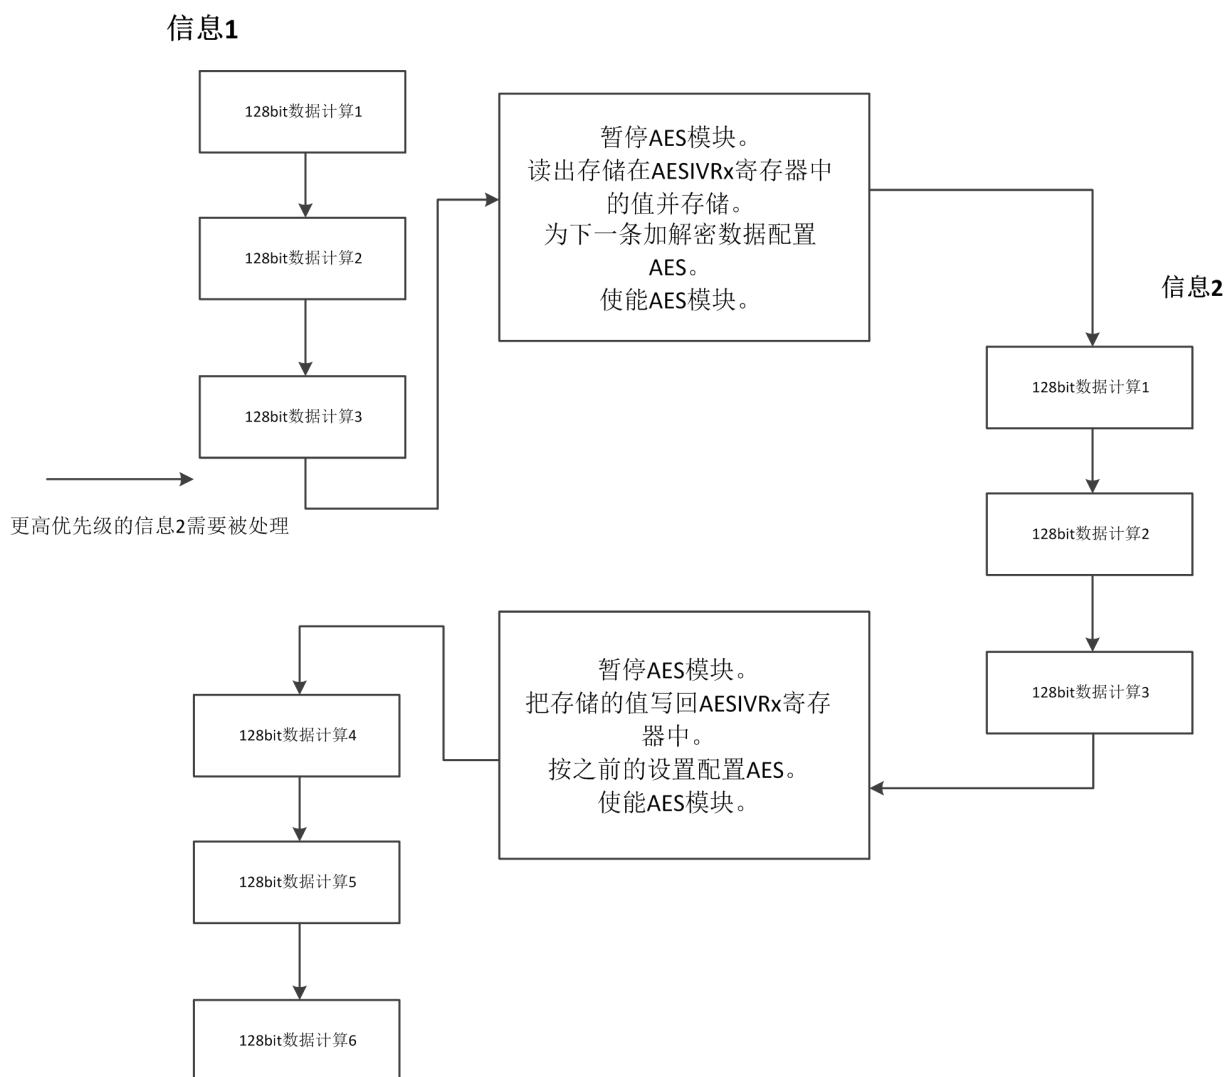 信息1
128bit数据计算1
128bit数据计算2
128bit数据计算3
更高优先级的信息2需要被处理
暂停AES模块。
读出存储在AESIVRx寄存器中
的值并存储。
为下一条加解密数据配置
AES。
使能AES模块。
信息2
128bit数据计算1
128bit数据计算2
128bit数据计算3
暂停AES模块。
把存储的值写回AESIVRx寄存
器中。
按之前的设置配置AES。
使能AES模块。
128bit数据计算4
128bit数据计算5
128bit数据计算6